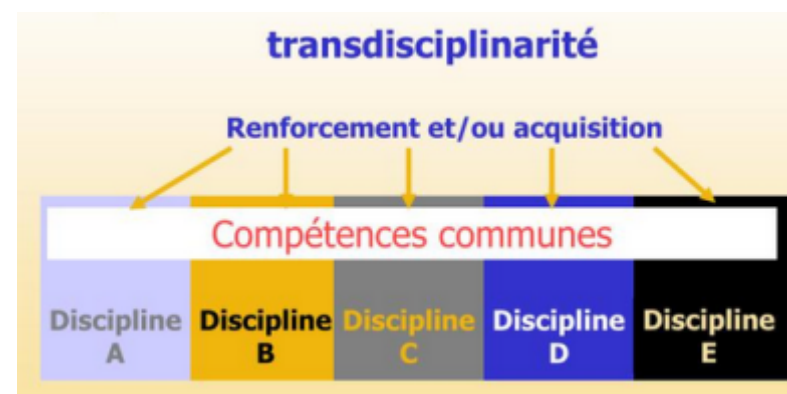 transdisciplinarité
Renforcement et/ou acquisition
Compétences communes
Discipline Discipline Discipline Discipline Discipline
A B C D E